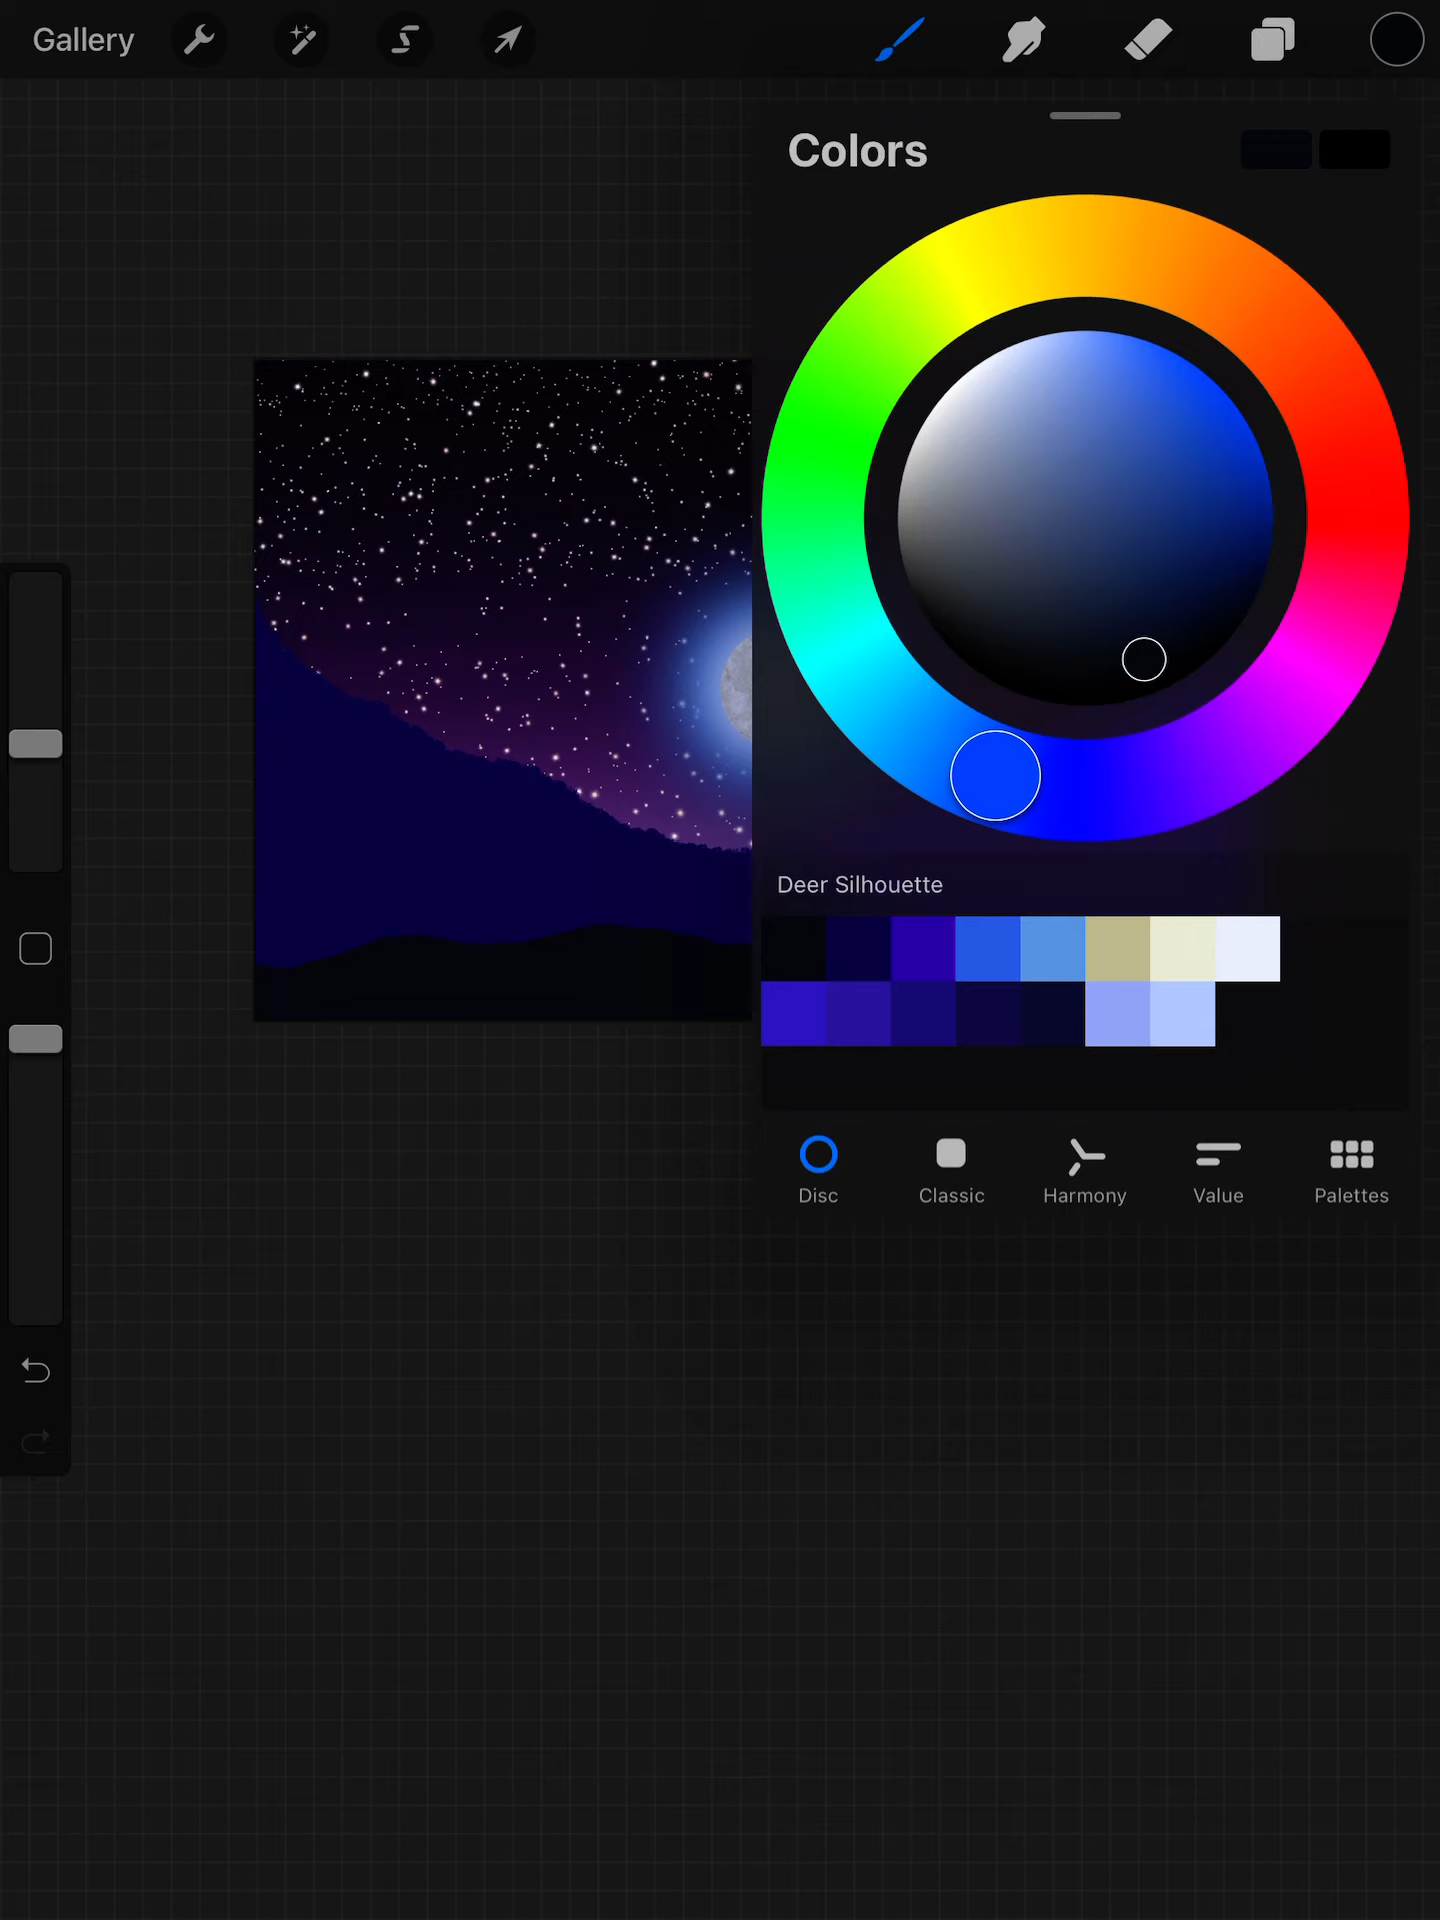 Gallery
Colors
Deer Silhouette
Disc
Classic
Harmony
Value
Palettes